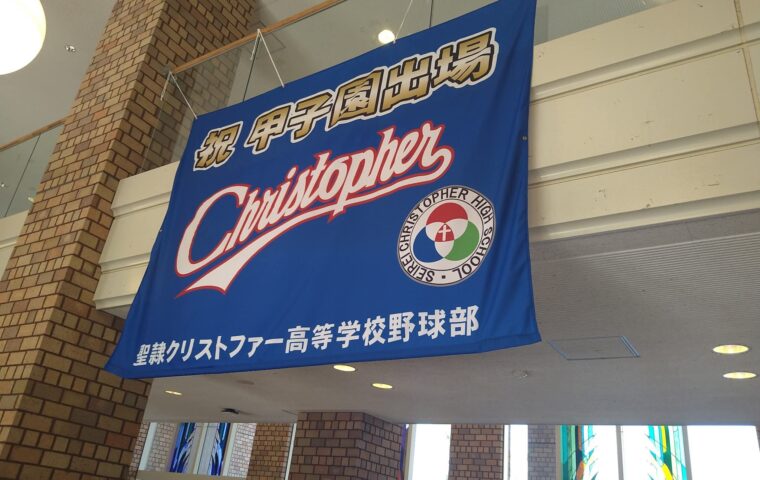 祝 甲子園出場
Christopher
SEIREI CHRISTOPHER HIGH SCHOOL
聖隷クリストファー高等学校野球部